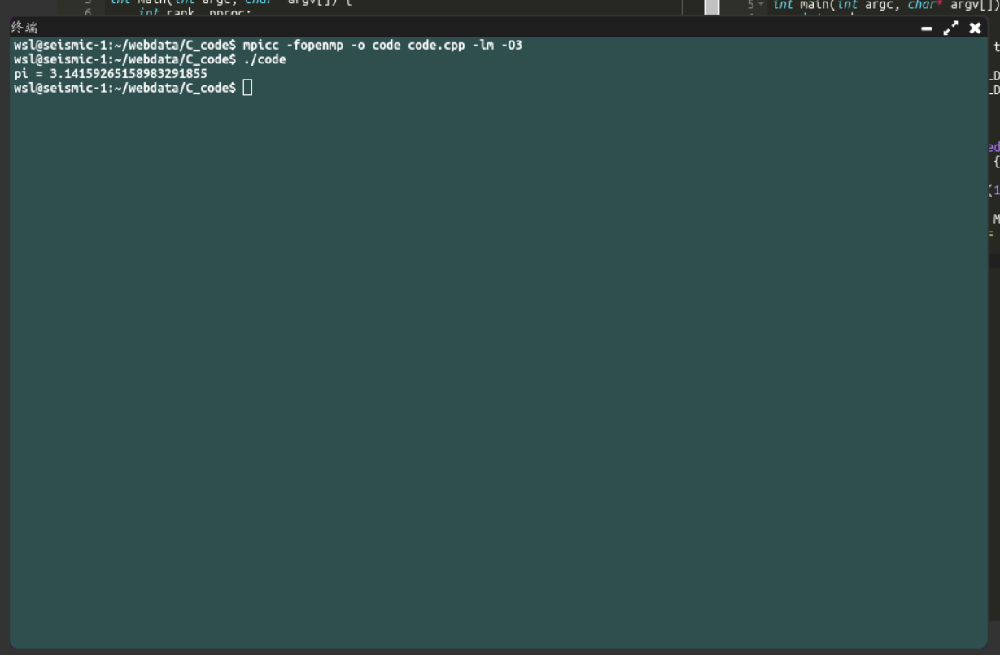 5 int main(int argc, char* argv[]) {
6 int rank, nproc;
5 int main(int argc, char* argv[])
终端
wsl@seismic-1:~/webdata/C_code$ mpicc -fopenmp -o code code.cpp -lm -O3
wsl@seismic-1:~/webdata/C_code$ ./code
pi = 3.14159265158983291855
wsl@seismic-1:~/webdata/C_code$